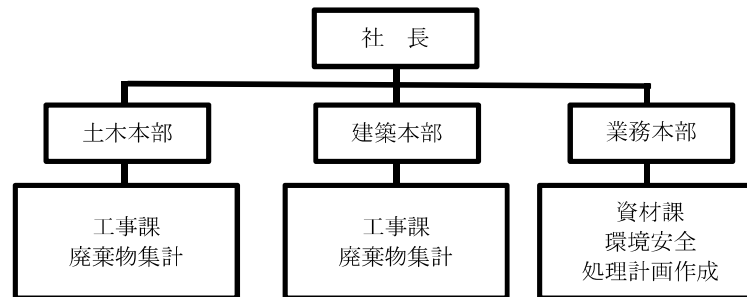 社　長
土木本部
建築本部
業務本部
工事課
廃棄物集計
工事課
廃棄物集計
資材課
環境安全
処理計画作成